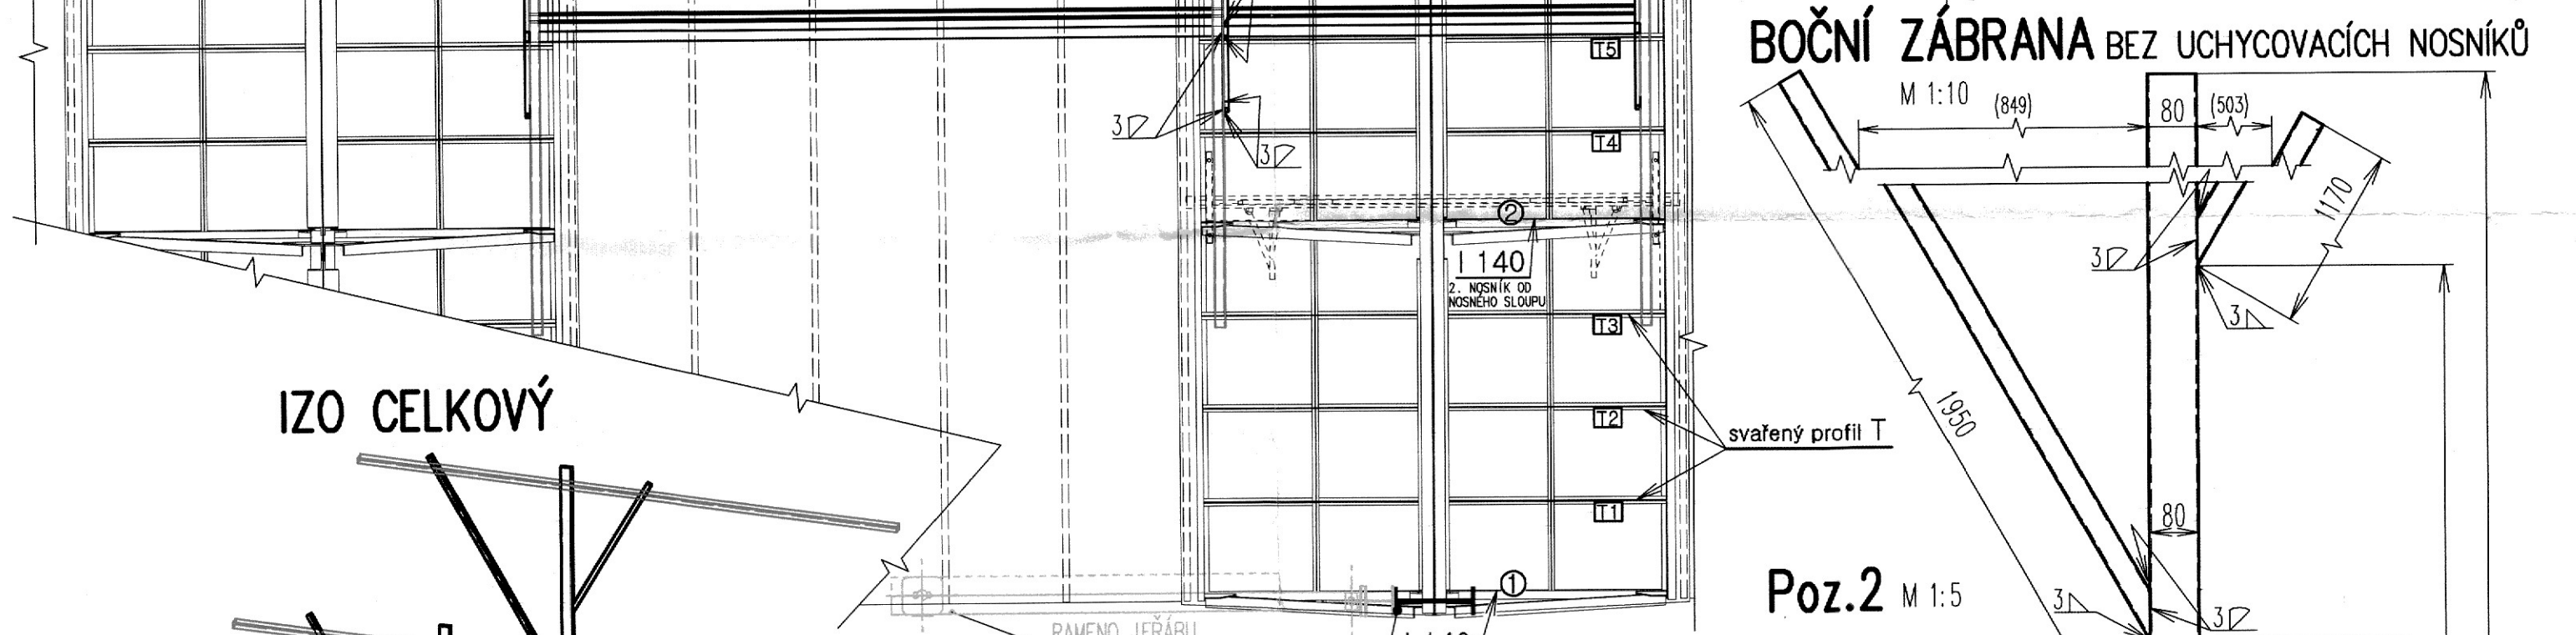 BOČNÍ ZÁBRANA BEZ UCHYCOVACÍCH NOSNÍKŮ
M 1:10
(849)
80
(503)
T5
T4
3
3
②
I 140
2. NOSNÍK OD
NOSNÉHO SLOUPU
1170
3
3
T3
IZO CELKOVÝ
1950
T2
svařený profil T
T1
80
①
Poz.2 M 1:5
3
3
RAMENO JEŘÁBU